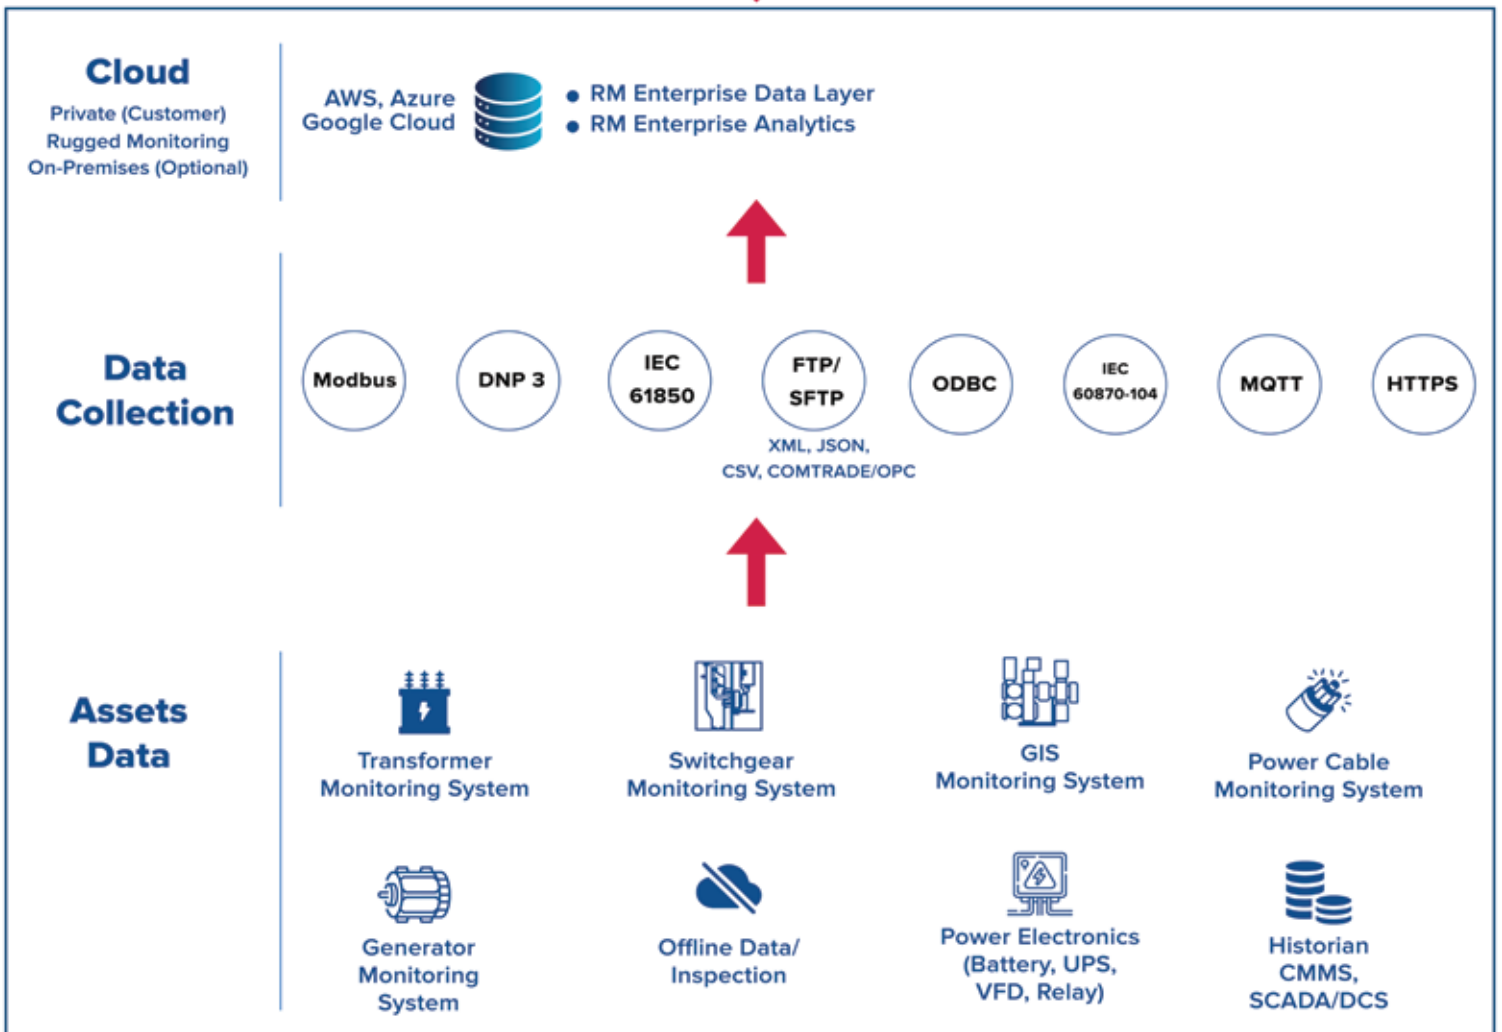 Cloud
Private (Customer)
Rugged Monitoring
On-Premises (Optional)
AWS, Azure
Google Cloud
• RM Enterprise Data Layer
• RM Enterprise Analytics
Data
Collection
Modbus
DNP 3
IEC
61850
FTP/
SFTP
XML, JSON,
CSV, COMTRADE/OPC
ODBC
IEC
60870-104
MQTT
HTTPS
Assets
Data
Transformer
Monitoring System
Switchgear
Monitoring System
GIS
Monitoring System
Power Cable
Monitoring System
Generator
Monitoring
System
Offline Data/
Inspection
Power Electronics
(Battery, UPS,
VFD, Relay)
Historian
CMMS,
SCADA/DCS